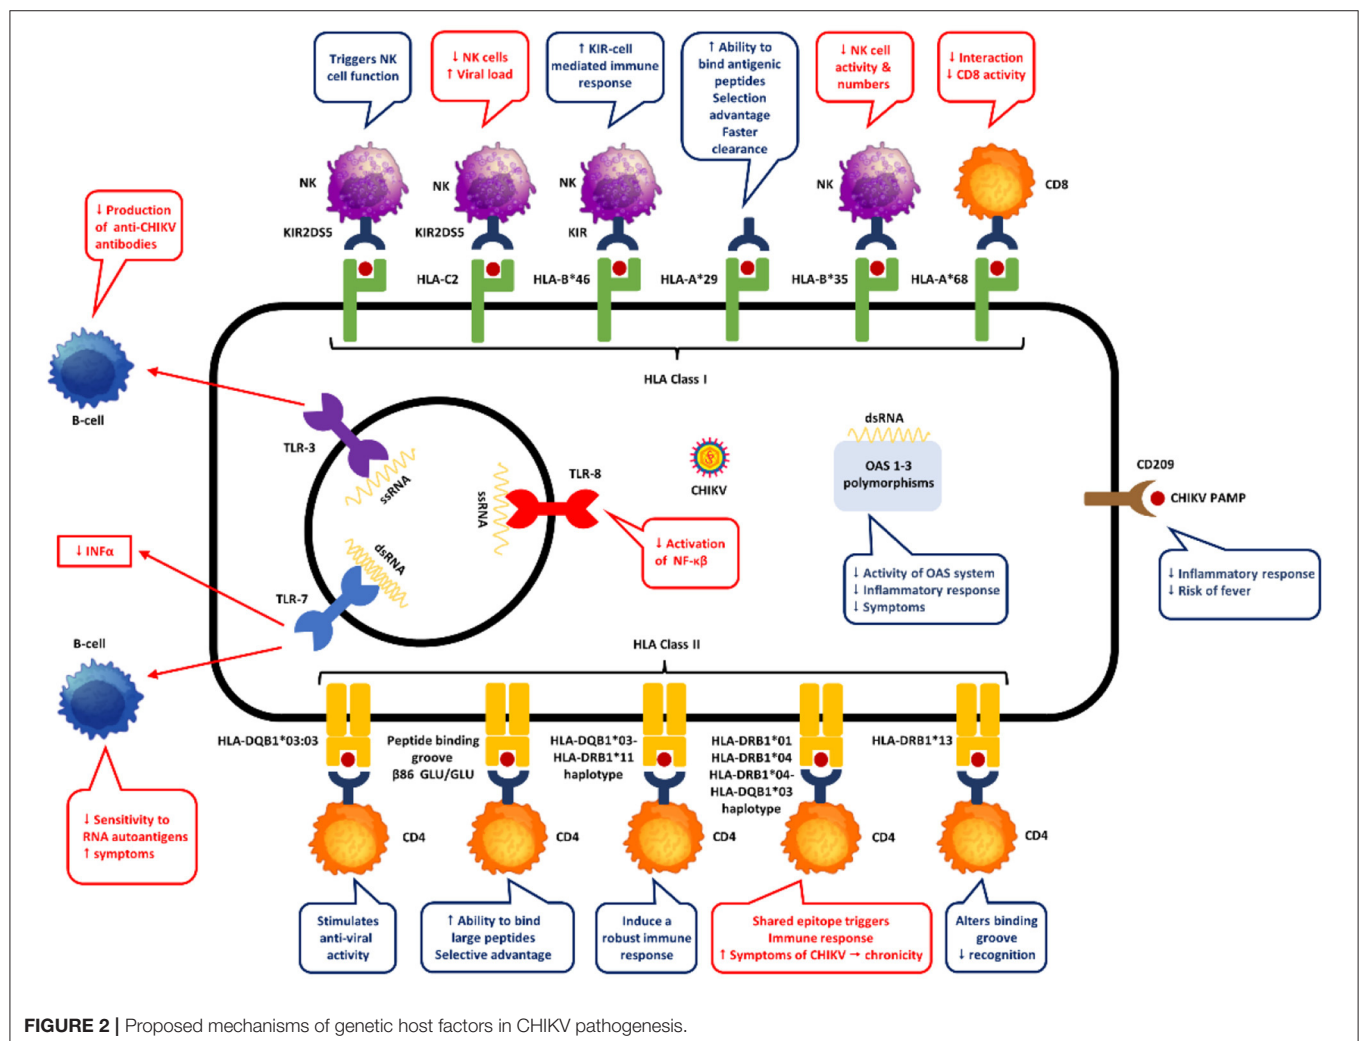 Triggers NK
cell function
↓ NK cells
↑ Viral load
↑ KIR-cell
mediated immune
response
↑ Ability to
bind antigenic
peptides
Selection
advantage
Faster
clearance
↓ NK cell
activity &
numbers
↓ Interaction
↓ CD8 activity
NK
NK
NK
NK
CD8
KIR2DS5
KIR2DS5
KIR
HLA-C2
HLA-B*46
HLA-A*29
HLA-B*35
HLA-A*68
HLA Class I
↓ Production
of anti-CHIKV
antibodies
B-cell
TLR-3
ssRNA
ssRNA
TLR-8
↓ Activation
of NF-κβ
CHIKV
dsRNA
OAS 1-3
polymorphisms
↓ Activity of OAS system
↓ Inflammatory response
↓ Symptoms
CD209
CHIKV PAMP
↓ Inflammatory response
↓ Risk of fever
↓ INFα
dsRNA
TLR-7
B-cell
↓ Sensitivity to
RNA autoantigens
↑ symptoms
HLA Class II
HLA-DQB1*03:03
Peptide binding
groove
β86 GLU/GLU
HLA-DQB1*03-
HLA-DRB1*11
haplotype
HLA-DRB1*01
HLA-DRB1*04
HLA-DRB1*04-
HLA-DQB1*03
haplotype
HLA-DRB1*13
CD4
CD4
CD4
CD4
CD4
Stimulates
anti-viral
activity
↑ Ability to bind
large peptides
Selective advantage
Induce a
robust immune
response
Shared epitope triggers
Immune response
↑ Symptoms of CHIKV → chronicity
Alters binding
groove
↓ recognition
FIGURE 2 | Proposed mechanisms of genetic host factors in CHIKV pathogenesis.